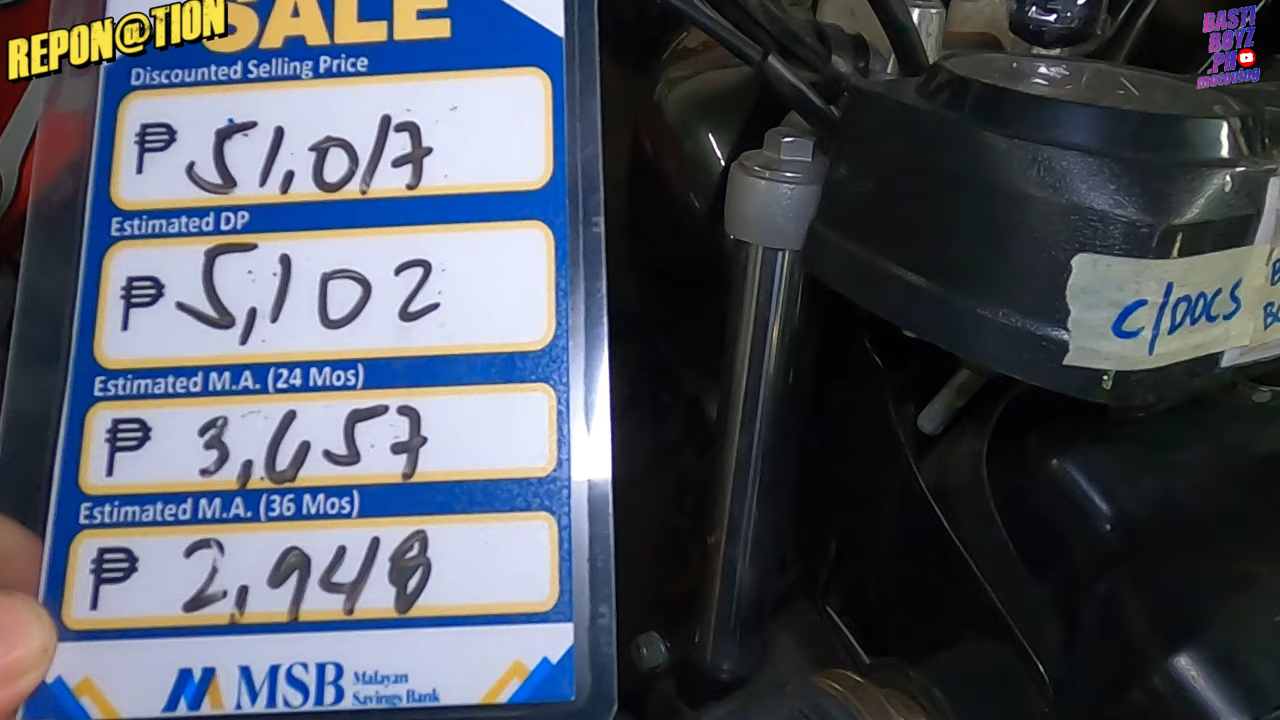 REPON@TION
SALE
Discounted Selling Price
₱ 51,017
Estimated DP
₱ 5,102
Estimated M.A. (24 Mos)
₱ 3,657
Estimated M.A. (36 Mos)
₱ 2,948
MSB Malayan
Savings Bank
C/DOCS
BASTI
BOYZ
.PH
motovlog